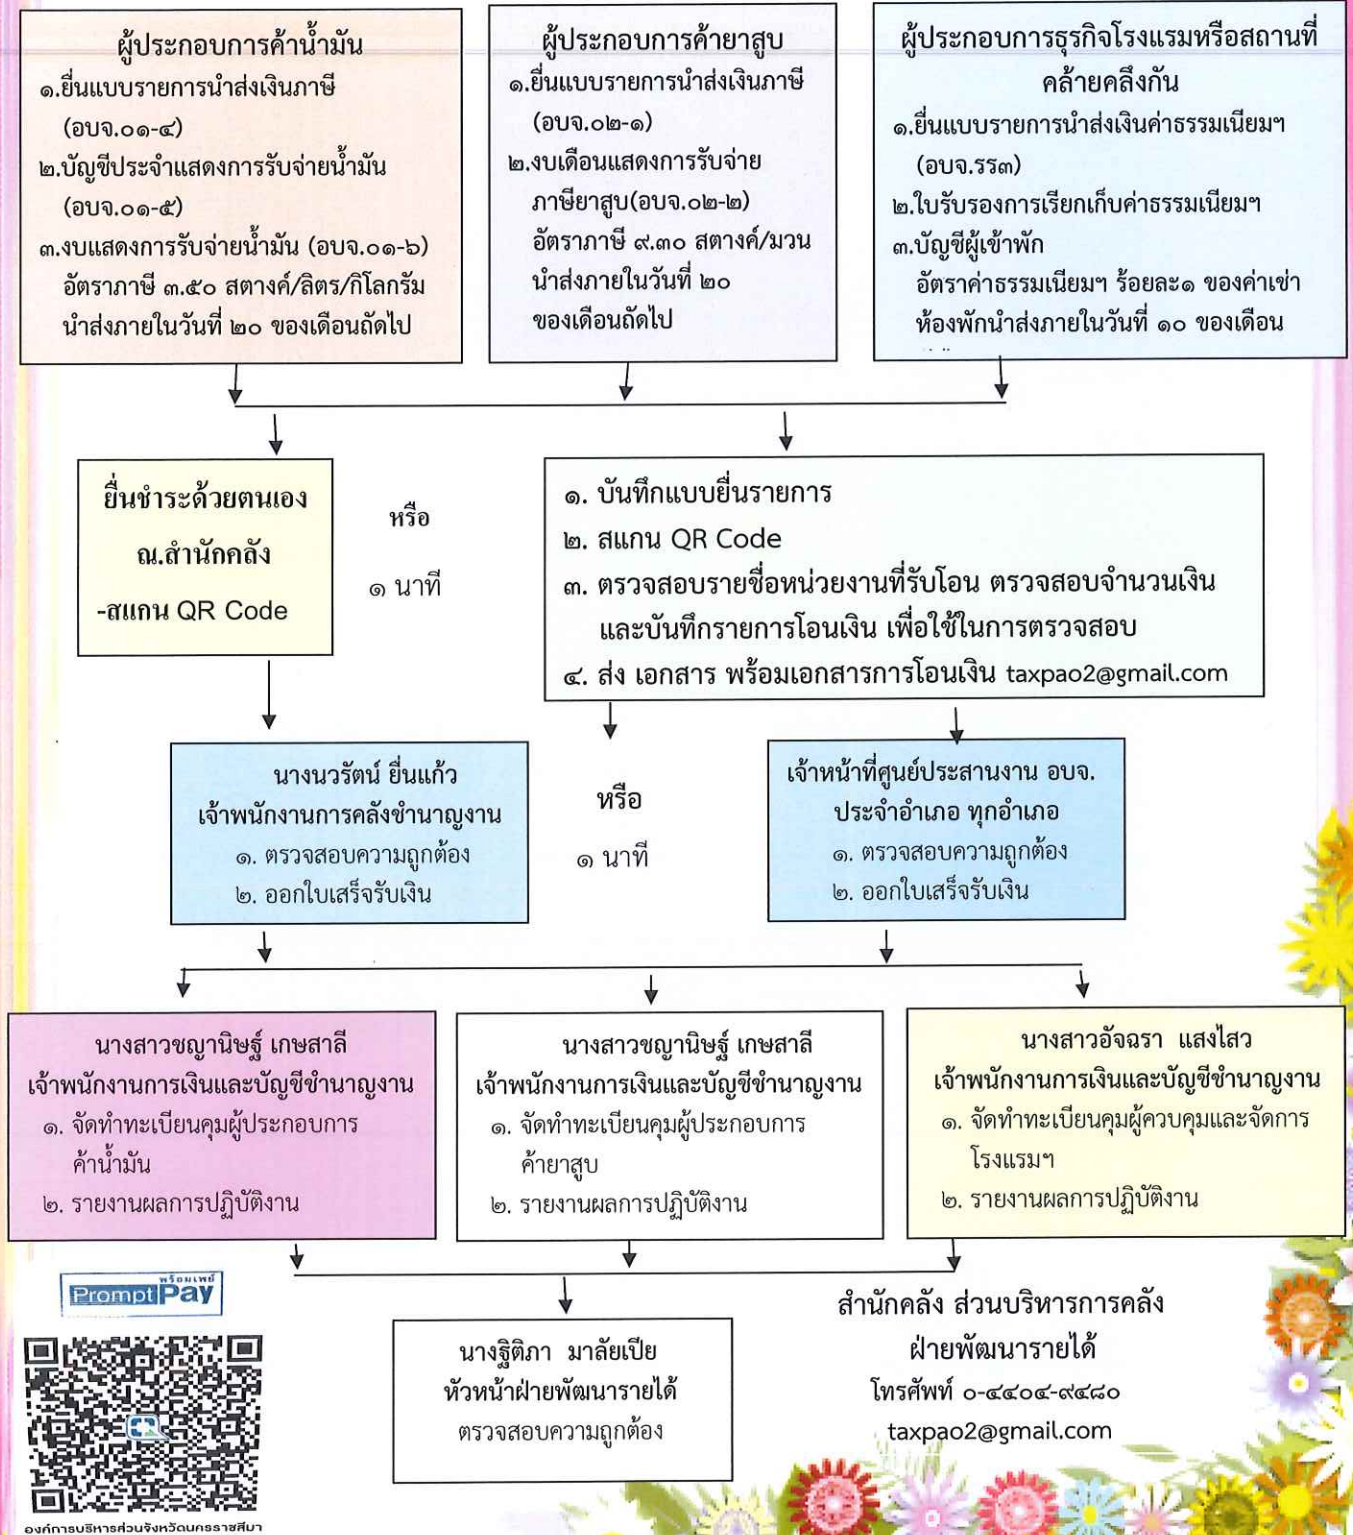 ผู้ประกอบการค้าน้ำมัน
๑.ยื่นแบบรายการนำส่งเงินภาษี
(อบจ.๐๑-๔)
๒.บัญชีประจำแสดงการรับจ่ายน้ำมัน
(อบจ.๐๑-๕)
๓.งบแสดงการรับจ่ายน้ำมัน (อบจ.๐๑-๖)
อัตราภาษี ๓.๕๐ สตางค์/ลิตร/กิโลกรัม
นำส่งภายในวันที่ ๒๐ ของเดือนถัดไป
ผู้ประกอบการค้ายาสูบ
๑.ยื่นแบบรายการนำส่งเงินภาษี
(อบจ.๐๒-๑)
๒.งบเดือนแสดงการรับจ่าย
ภาษียาสูบ(อบจ.๐๒-๒)
อัตราภาษี ๙.๓๐ สตางค์/มวน
นำส่งภายในวันที่ ๒๐
ของเดือนถัดไป
ผู้ประกอบการธุรกิจโรงแรมหรือสถานที่
คล้ายคลึงกัน
๑.ยื่นแบบรายการนำส่งเงินค่าธรรมเนียมฯ
(อบจ.รร๓)
๒.ใบรับรองการเรียกเก็บค่าธรรมเนียมฯ
๓.บัญชีผู้เข้าพัก
อัตราค่าธรรมเนียมฯ ร้อยละ๑ ของค่าเช่า
ห้องพักนำส่งภายในวันที่ ๑๐ ของเดือน
ยื่นชำระด้วยตนเอง
ณ.สำนักคลัง
-สแกน QR Code
หรือ
๑ นาที
๑. บันทึกแบบยื่นรายการ
๒. สแกน QR Code
๓. ตรวจสอบรายชื่อหน่วยงานที่รับโอน ตรวจสอบจำนวนเงิน
และบันทึกรายการโอนเงิน เพื่อใช้ในการตรวจสอบ
๔. ส่ง เอกสาร พร้อมเอกสารการโอนเงิน taxpao2@gmail.com
นางนวรัตน์ ยื่นแก้ว
เจ้าพนักงานการคลังชำนาญงาน
๑. ตรวจสอบความถูกต้อง
๒. ออกใบเสร็จรับเงิน
หรือ
๑ นาที
เจ้าหน้าที่ศูนย์ประสานงาน อบจ.
ประจำอำเภอ ทุกอำเภอ
๑. ตรวจสอบความถูกต้อง
๒. ออกใบเสร็จรับเงิน
นางสาวชญานิษฐ์ เกษสาลี
เจ้าพนักงานการเงินและบัญชีชำนาญงาน
๑. จัดทำทะเบียนคุมผู้ประกอบการ
ค้าน้ำมัน
๒. รายงานผลการปฏิบัติงาน
นางสาวชญานิษฐ์ เกษสาลี
เจ้าพนักงานการเงินและบัญชีชำนาญงาน
๑. จัดทำทะเบียนคุมผู้ประกอบการ
ค้ายาสูบ
๒. รายงานผลการปฏิบัติงาน
นางสาวอัจฉรา แสงไสว
เจ้าพนักงานการเงินและบัญชีชำนาญงาน
๑. จัดทำทะเบียนคุมผู้ควบคุมและจัดการ
โรงแรมฯ
๒. รายงานผลการปฏิบัติงาน
พร้อมเพย์
PromptPay
องค์การบริหารส่วนจังหวัดนครราชสีมา
นางฐิติภา มาลัยเปีย
หัวหน้าฝ่ายพัฒนารายได้
ตรวจสอบความถูกต้อง
สำนักคลัง ส่วนบริหารการคลัง
ฝ่ายพัฒนารายได้
โทรศัพท์ ๐-๔๔๐๔-๙๔๘๐
taxpao2@gmail.com